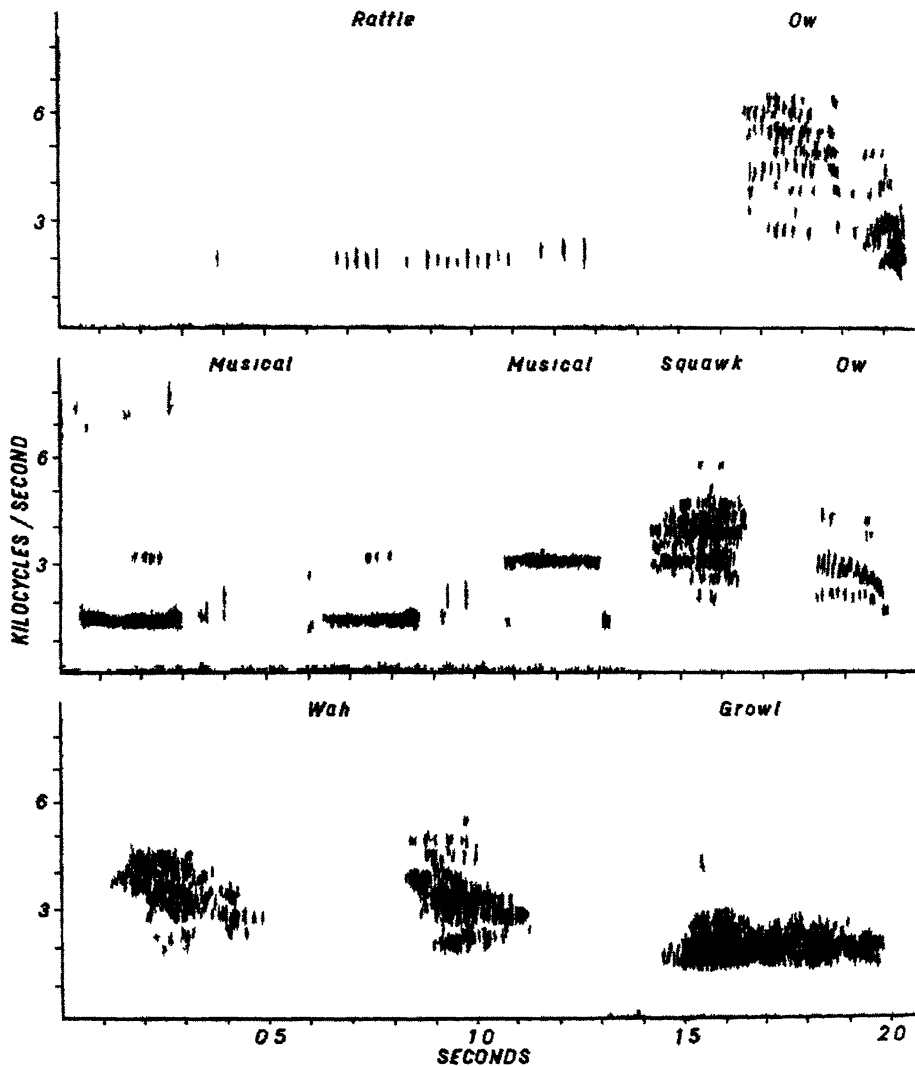 Rattle Ow
6
3
Musical Musical Squawk Ow
6
3
KILOCYCLES / SECOND
Wah Growl
6
3
05 10 15 20
SECONDS